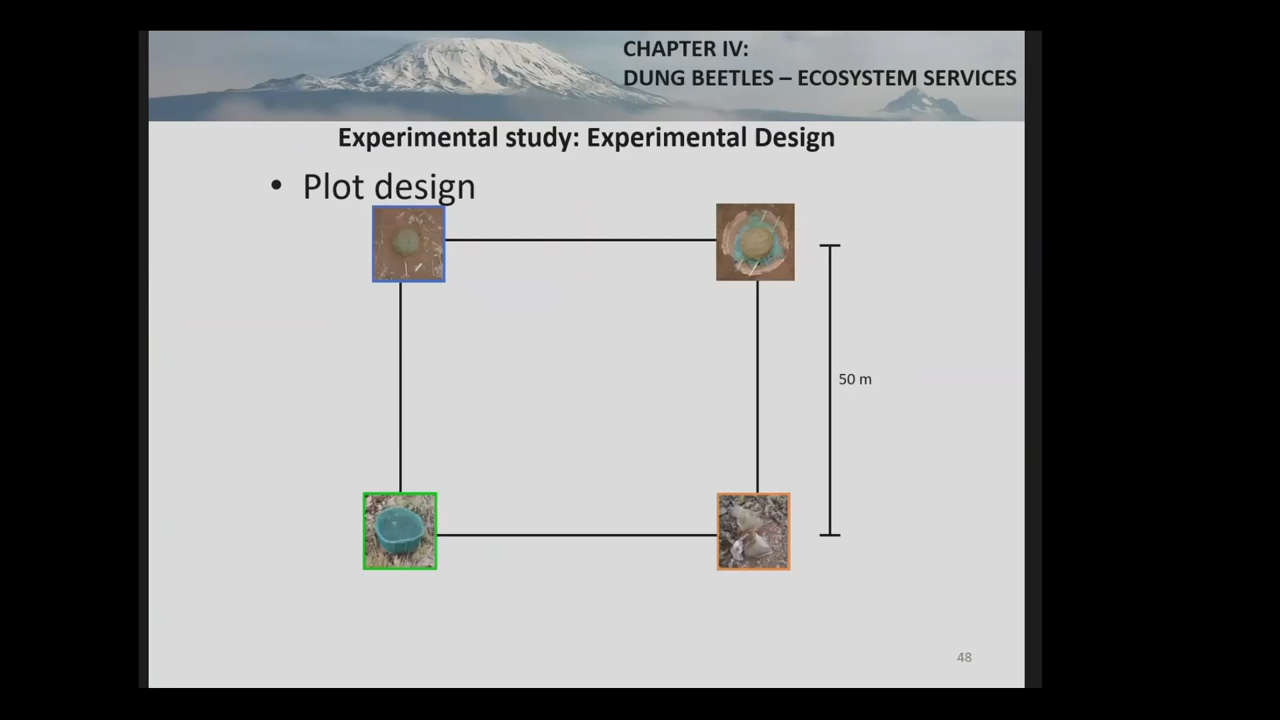 CHAPTER IV:
DUNG BEETLES – ECOSYSTEM SERVICES
Experimental study: Experimental Design
• Plot design
50 m
48